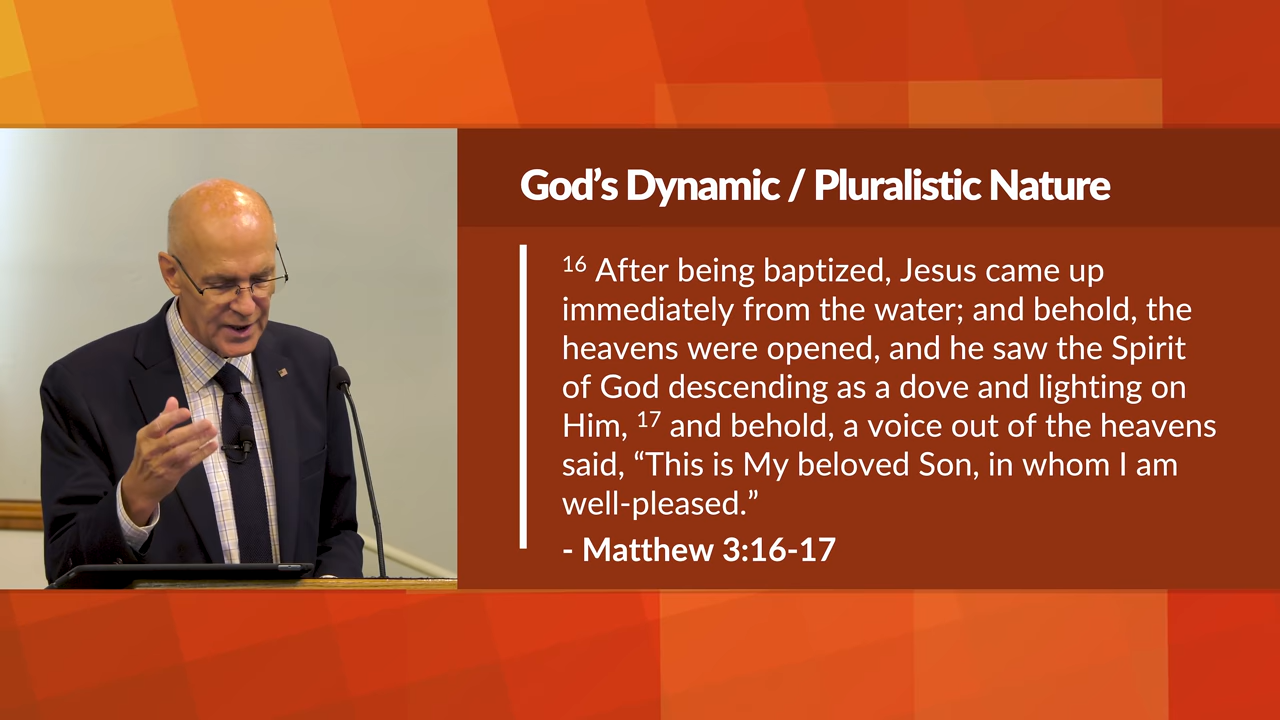 God’s Dynamic / Pluralistic Nature
16 After being baptized, Jesus came up
immediately from the water; and behold, the
heavens were opened, and he saw the Spirit
of God descending as a dove and lighting on
Him, 17 and behold, a voice out of the heavens
said, “This is My beloved Son, in whom I am
well-pleased.”
- Matthew 3:16-17